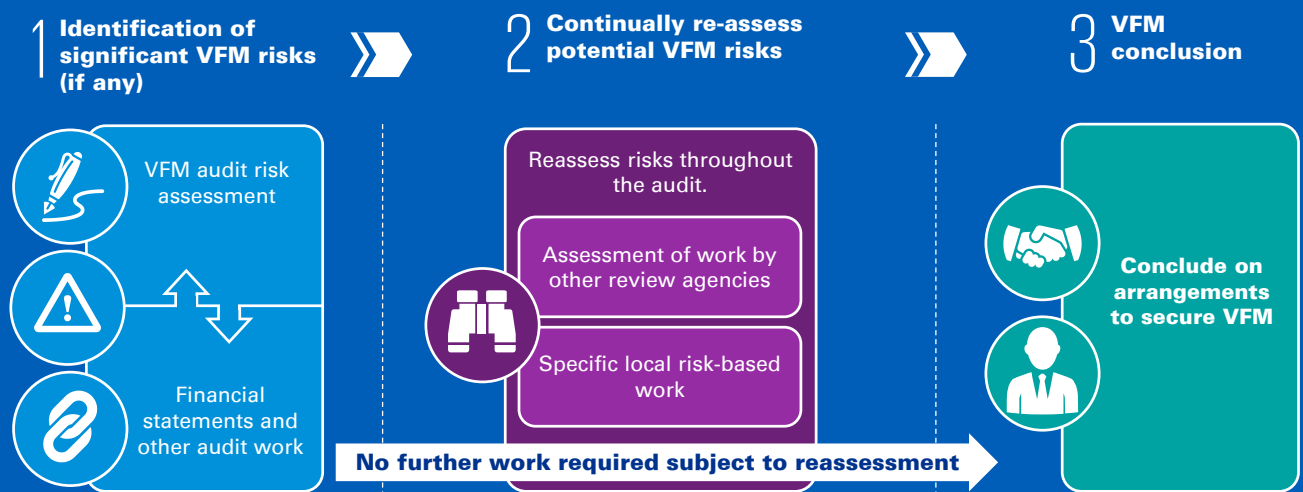 1 Identification of
significant VFM risks
(if any)
2 Continually re-assess
potential VFM risks
3 VFM
conclusion
VFM audit risk
assessment
Financial
statements and
other audit work
Reassess risks throughout
the audit.
Assessment of work by
other review agencies
Specific local risk-based
work
No further work required subject to reassessment
Conclude on
arrangements
to secure VFM